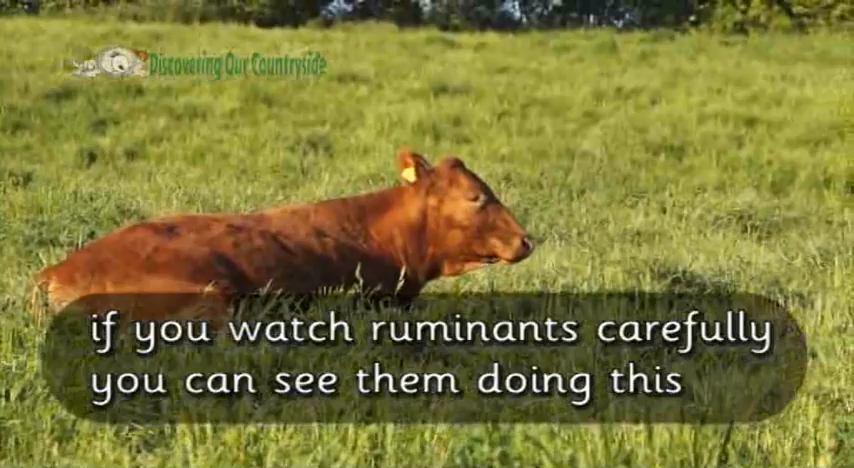 Discovering Our Countryside
if you watch ruminants carefully
you can see them doing this